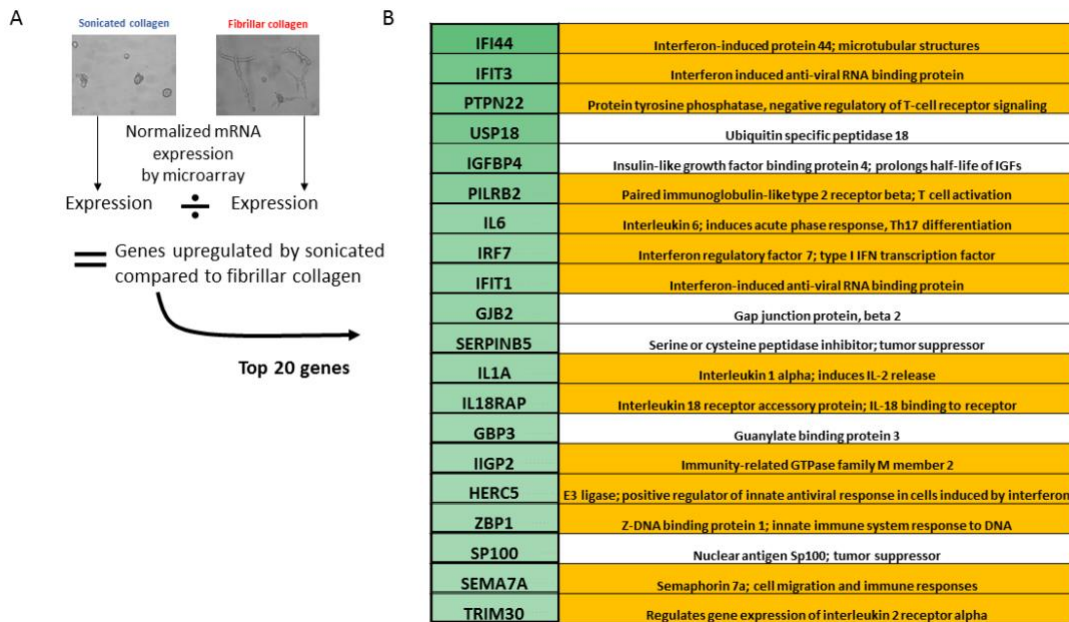 A
Sonicated collagen
Fibrillar collagen
Normalized mRNA
expression
by microarray
Expression ÷ Expression
= Genes upregulated by sonicated
compared to fibrillar collagen
Top 20 genes
B
IFI44 Interferon-induced protein 44; microtubular structures
IFIT3 Interferon induced anti-viral RNA binding protein
PTPN22 Protein tyrosine phosphatase, negative regulatory of T-cell receptor signaling
USP18 Ubiquitin specific peptidase 18
IGFBP4 Insulin-like growth factor binding protein 4; prolongs half-life of IGFs
PILRB2 Paired immunoglobulin-like type 2 receptor beta; T cell activation
IL6 Interleukin 6; induces acute phase response, Th17 differentiation
IRF7 Interferon regulatory factor 7; type I IFN transcription factor
IFIT1 Interferon-induced anti-viral RNA binding protein
GJB2 Gap junction protein, beta 2
SERPINB5 Serine or cysteine peptidase inhibitor; tumor suppressor
IL1A Interleukin 1 alpha; induces IL-2 release
IL18RAP Interleukin 18 receptor accessory protein; IL-18 binding to receptor
GBP3 Guanylate binding protein 3
IIGP2 Immunity-related GTPase family M member 2
HERC5 E3 ligase; positive regulator of innate antiviral response in cells induced by interferon
ZBP1 Z-DNA binding protein 1; innate immune system response to DNA
SP100 Nuclear antigen Sp100; tumor suppressor
SEMA7A Semaphorin 7a; cell migration and immune responses
TRIM30 Regulates gene expression of interleukin 2 receptor alpha